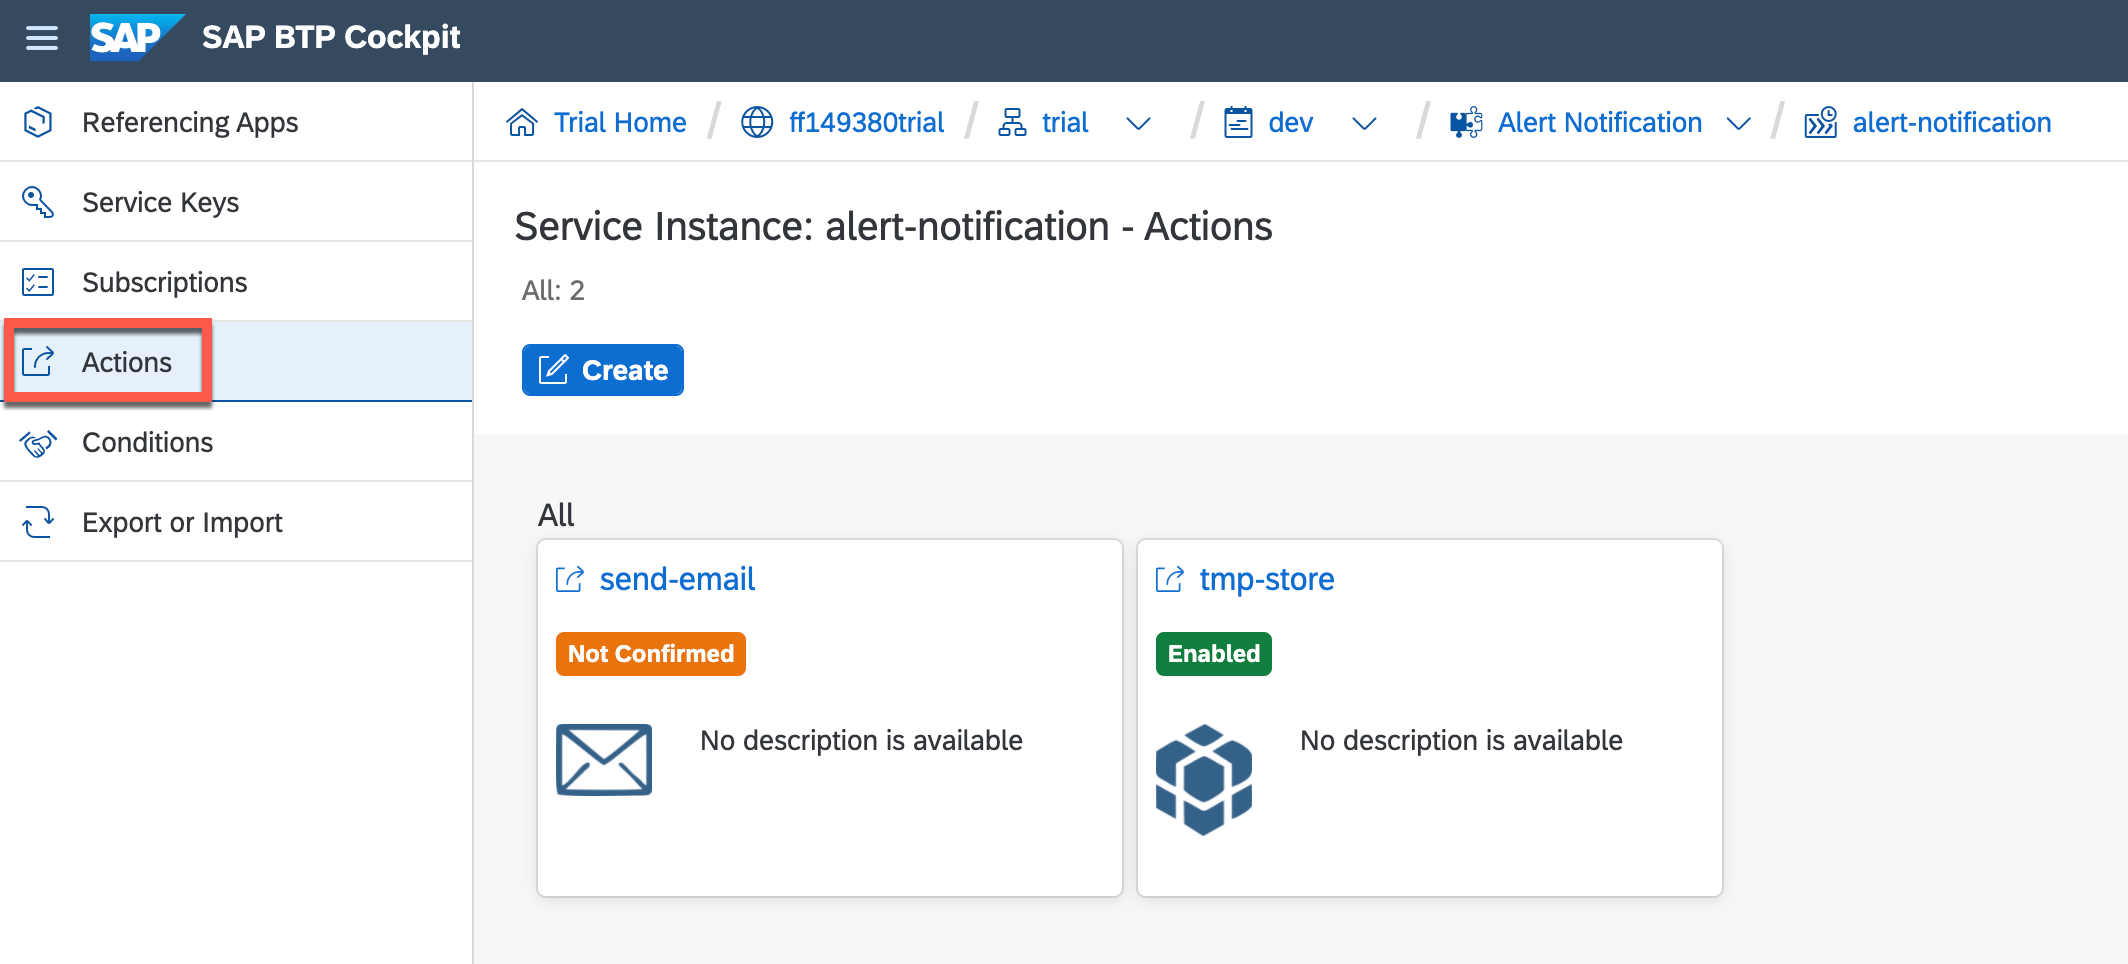 SAP SAP BTP Cockpit
Referencing Apps
Service Keys
Subscriptions
Actions
Conditions
Export or Import
Trial Home / ff149380trial / trial / dev / Alert Notification / alert-notification
Service Instance: alert-notification - Actions
All: 2
Create
All
send-email
Not Confirmed
No description is available
tmp-store
Enabled
No description is available